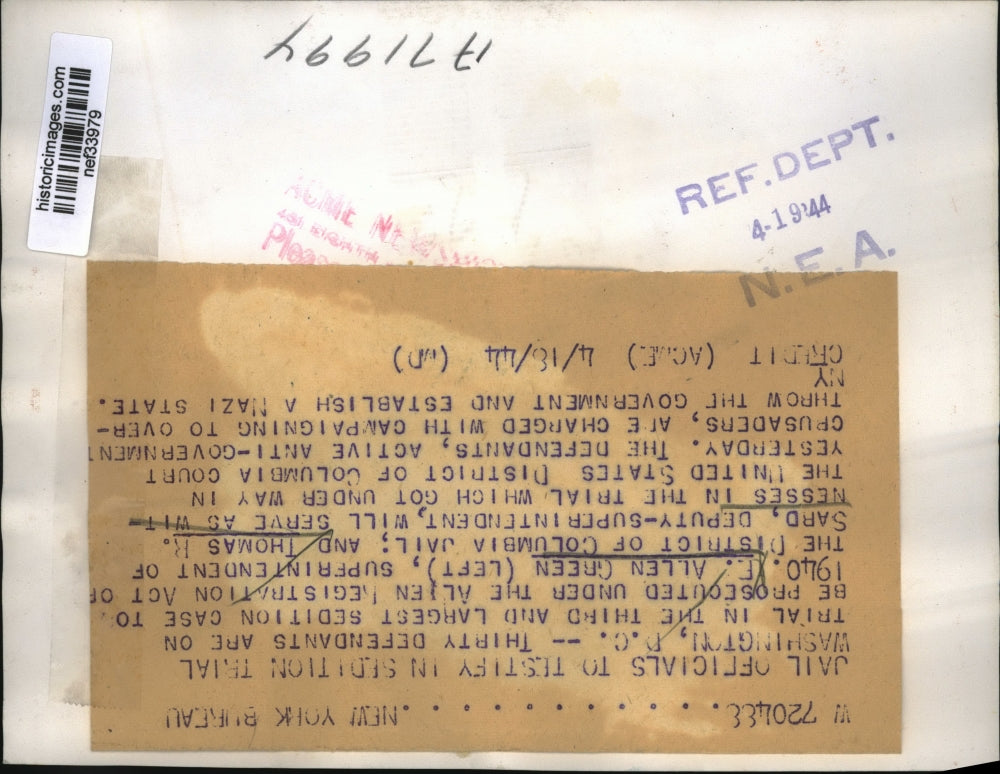 171994
historicimages.com
nef33979
REF. DEPT.
4-19 '44
N. E. A.
ACME NEWS
W 720488. . . . . . . . . . . . .NEW YORK BUREAU
JAIL OFFICIALS TO TESTIFY IN SEDITION TRIAL
WASHINGTON, D.C. -- THIRTY DEFENDANTS ARE ON
TRIAL IN THE THIRD AND LARGEST SEDITION CASE TO
BE PROSECUTED UNDER THE ALIEN REGISTRATION ACT OF
1940. E. ALLEN GREEN (LEFT), SUPERINTENDENT OF
THE DISTRICT OF COLUMBIA JAIL; AND THOMAS R.
SARD, DEPUTY-SUPERINTENDENT, WILL SERVE AS WIT-
NESSES IN THE TRIAL WHICH GOT UNDER WAY IN
THE UNITED STATES DISTRICT OF COLUMBIA COURT
YESTERDAY. THE DEFENDANTS, ACTIVE ANTI-GOVERNMENT
CRUSADERS, ARE CHARGED WITH CAMPAIGNING TO OVER-
THROW THE GOVERNMENT AND ESTABLISH A NAZI STATE.
NY
CREDIT (ACME) 4/18/44 (WD)